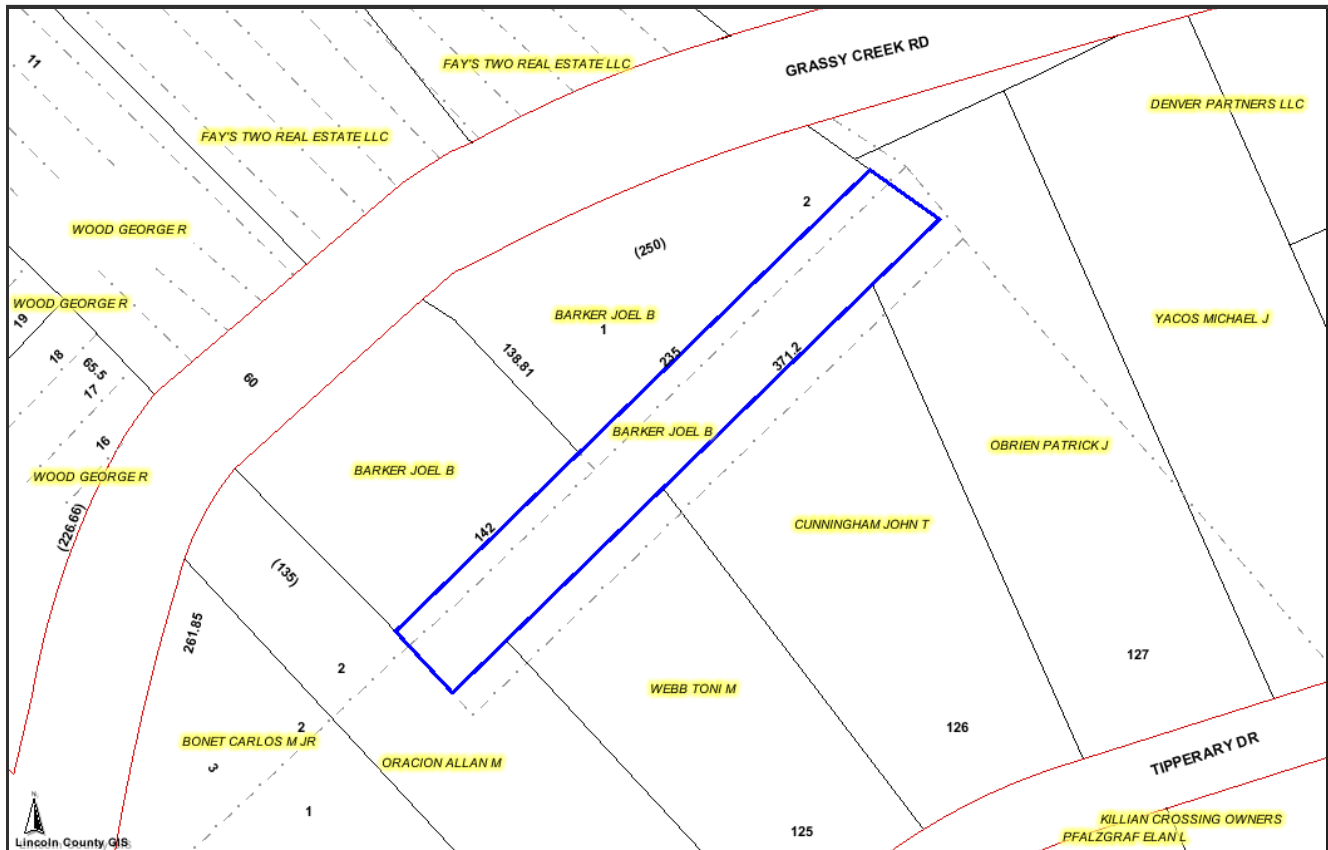 11
FAY'S TWO REAL ESTATE LLC
GRASSY CREEK RD
DENVER PARTNERS LLC
FAY'S TWO REAL ESTATE LLC
2
WOOD GEORGE R
(250)
WOOD GEORGE R
19
BARKER JOEL B
1
YACOS MICHAEL J
18
65.5
17
138.81
235
371.2
60
16
BARKER JOEL B
OBRIEN PATRICK J
WOOD GEORGE R
BARKER JOEL B
(226.66)
142
CUNNINGHAM JOHN T
(135)
261.85
2
127
WEBB TONI M
2
126
BONET CARLOS M JR
ORACION ALLAN M
3
TIPPERARY DR
1
125
KILLIAN CROSSING OWNERS
PFALZGRAF ELAN L
N
Lincoln County GIS